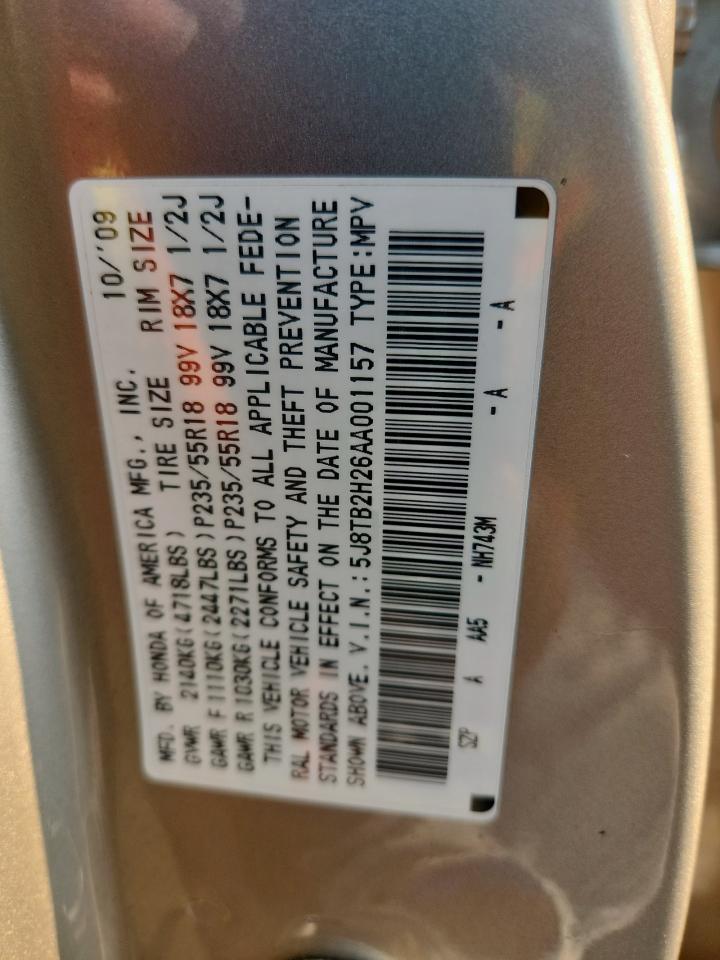 MFD. BY HONDA OF AMERICA MFG., INC. 10/'09
GVWR 2140KG(4718LBS) TIRE SIZE RIM SIZE
GAWR F 1110KG(2447LBS)P235/55R18 99V 18X7 1/2J
GAWR R 1030KG(2271LBS)P235/55R18 99V 18X7 1/2J
THIS VEHICLE CONFORMS TO ALL APPLICABLE FEDE-
RAL MOTOR VEHICLE SAFETY AND THEFT PREVENTION
STANDARDS IN EFFECT ON THE DATE OF MANUFACTURE
SHOWN ABOVE. V.I.N.:5J8TB2H26AA001157 TYPE:MPV
SZP A AA5 - NH743M - A - A